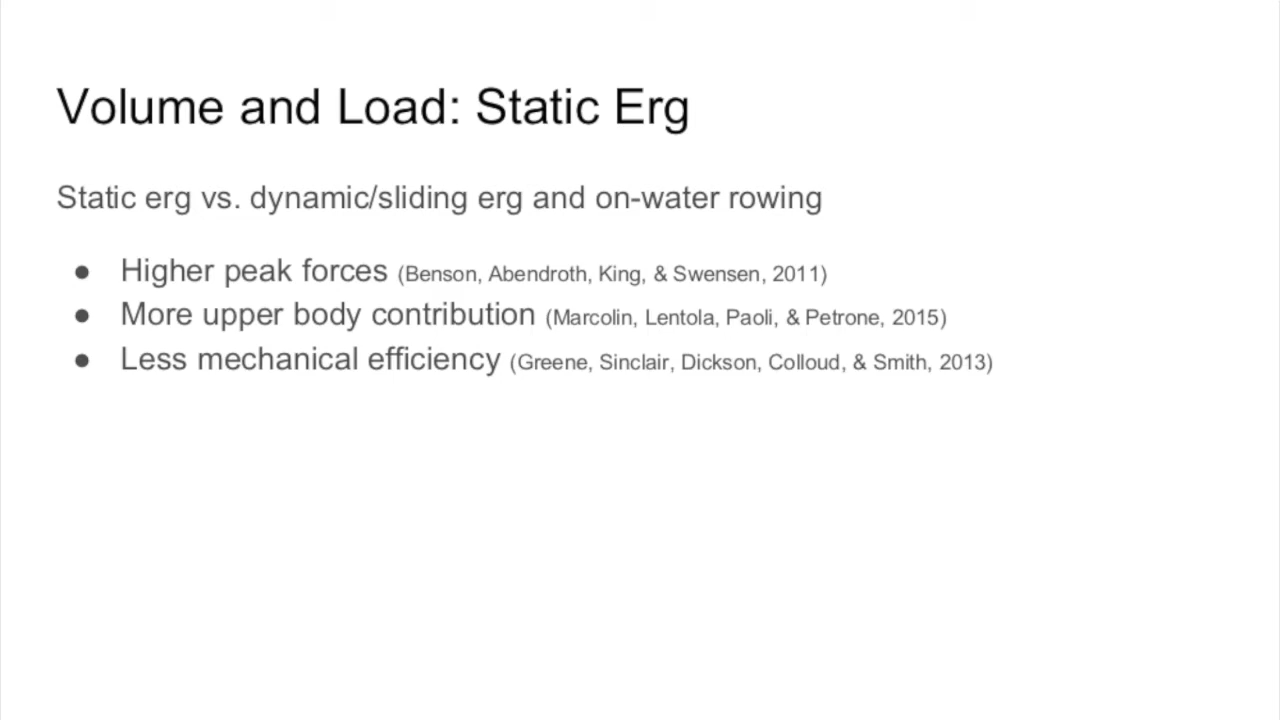 Volume and Load: Static Erg
Static erg vs. dynamic/sliding erg and on-water rowing
● Higher peak forces (Benson, Abendroth, King, & Swensen, 2011)
● More upper body contribution (Marcolin, Lentola, Paoli, & Petrone, 2015)
● Less mechanical efficiency (Greene, Sinclair, Dickson, Colloud, & Smith, 2013)